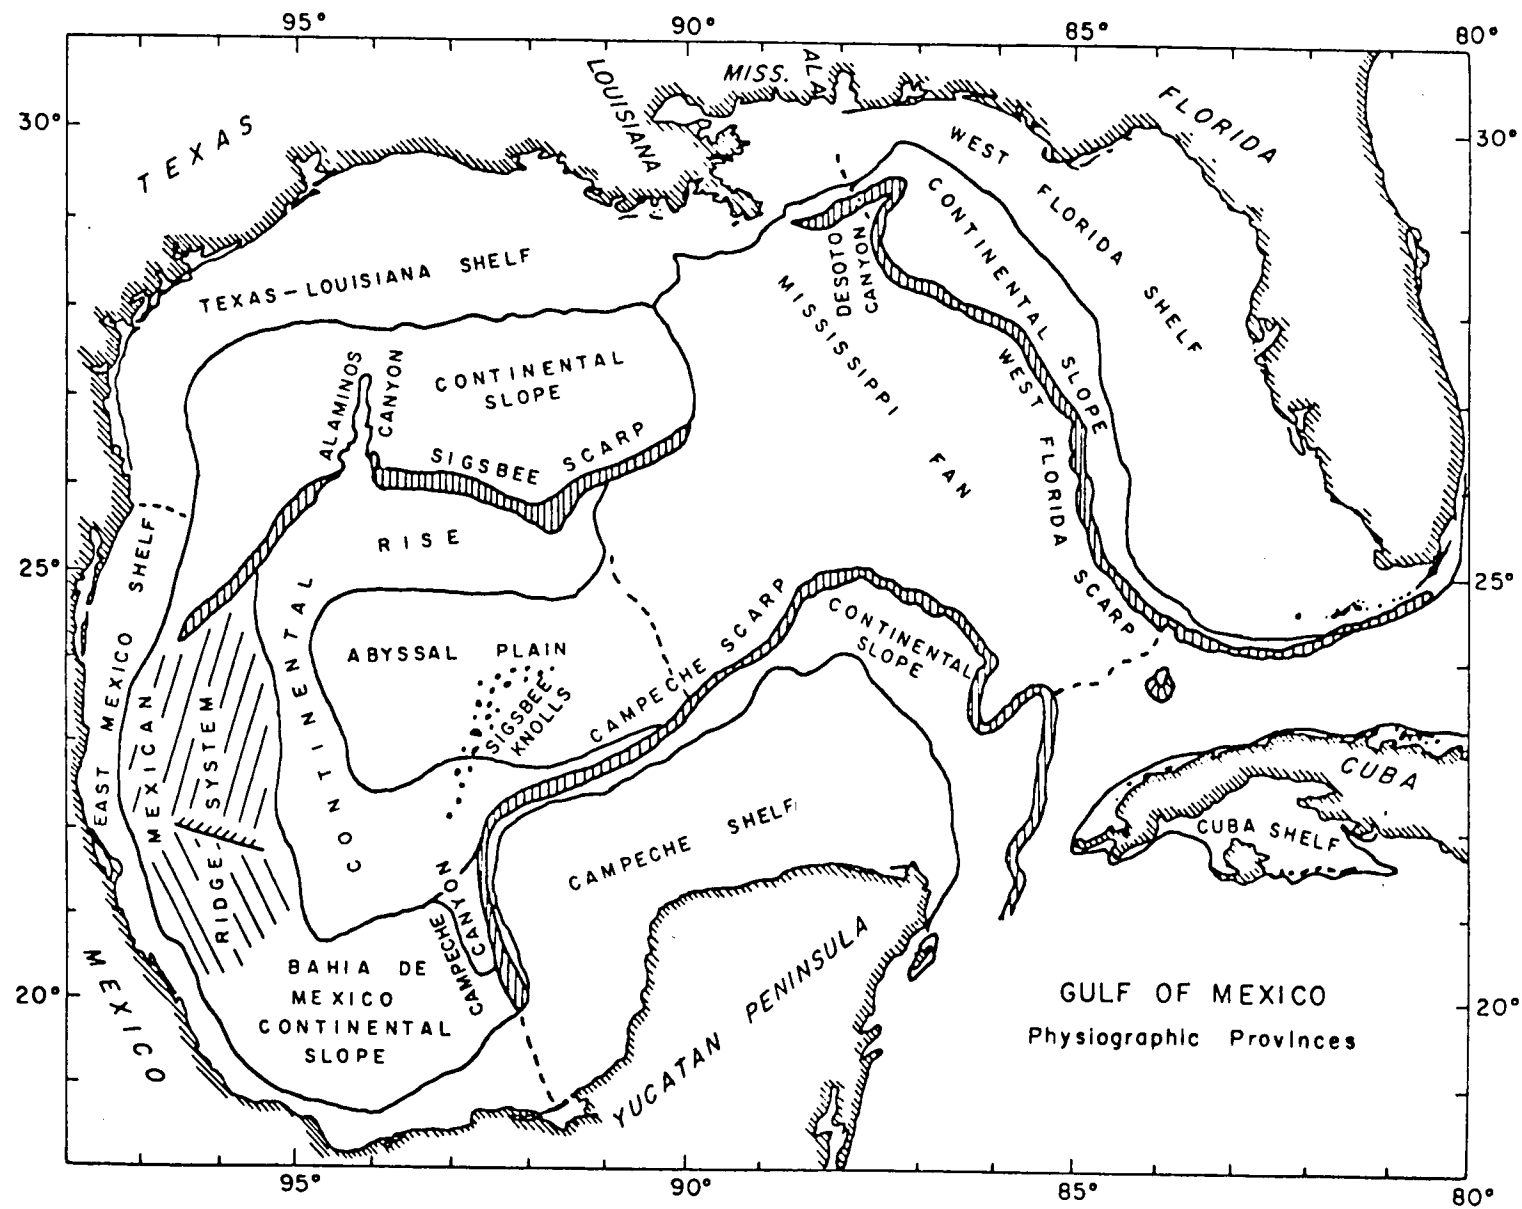 95°
90°
85°
80°
30°
TEXAS
LOUISIANA
MISS.
ALA
FLORIDA
30°
WEST FLORIDA SHELF
CONTINENTAL SLOPE
TEXAS-LOUISIANA SHELF
DESOTO
CANYON
MISSISSIPPI FAN
WEST FLORIDA SCARP
ALAMINOS
CANYON
CONTINENTAL
SLOPE
SIGSBEE SCARP
RISE
CONTINENTAL
25°
25°
EAST MEXICO SHELF
MEXICAN
RIDGE SYSTEM
ABYSSAL PLAIN
SIGSBEE
KNOLLS
CAMPECHE SCARP
CONTINENTAL
SLOPE
CAMPECHE SHELF
CUBA
CUBA SHELF
CAMPECHE
CANYON
BAHIA DE
MEXICO
CONTINENTAL
SLOPE
MEXICO
YUCATAN PENINSULA
20°
20°
GULF OF MEXICO
Physiographic Provinces
95°
90°
85°
80°